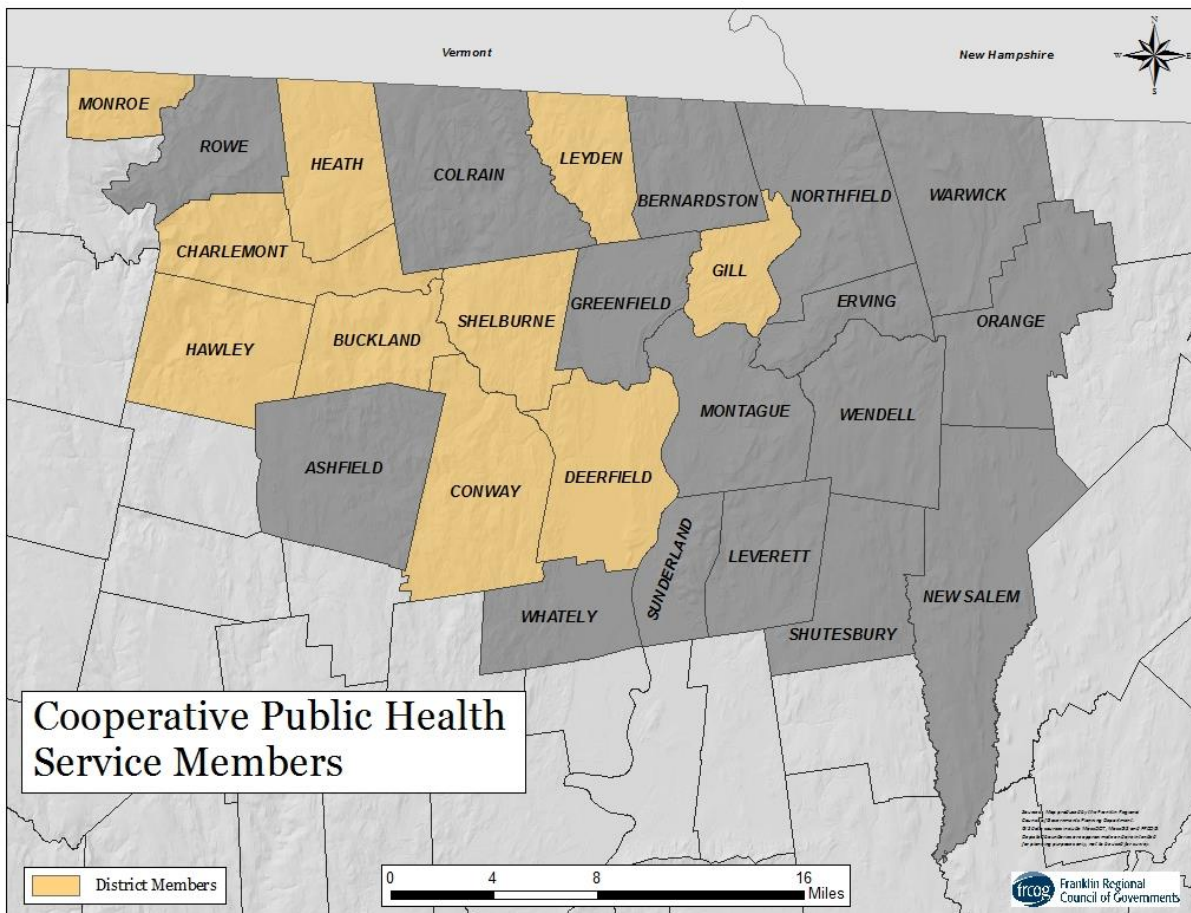 Vermont
New Hampshire
N
W
E
S
MONROE
ROWE
HEATH
COLRAIN
LEYDEN
BERNARDSTON
NORTHFIELD
WARWICK
CHARLEMONT
GILL
GREENFIELD
ERVING
ORANGE
SHELBURNE
BUCKLAND
HAWLEY
MONTAGUE
WENDELL
ASHFIELD
CONWAY
DEERFIELD
SUNDERLAND
LEVERETT
NEW SALEM
WHATELY
SHUTESBURY
Cooperative Public Health
Service Members
District Members
0 4 8 16
Miles
frcog
Franklin Regional
Council of Governments